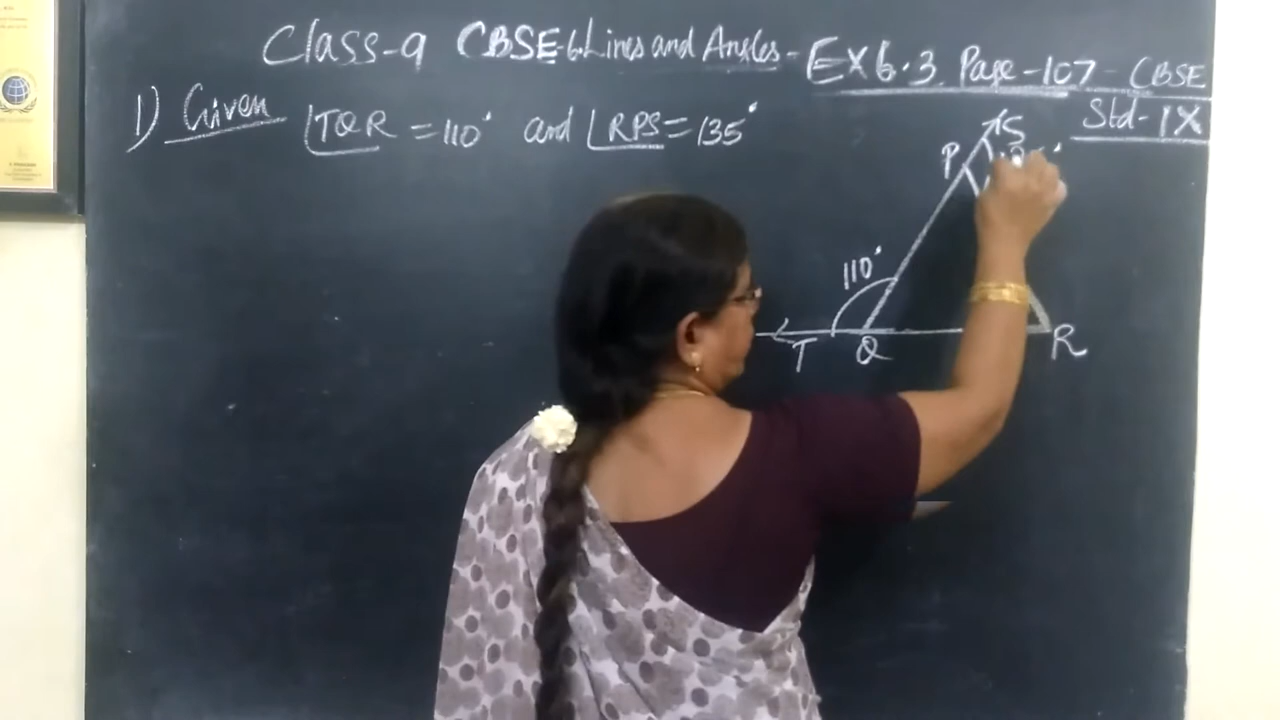 Class-9 CBSE-6.Lines and Angles - Ex 6.3. Page-107 - CBSE
Std-IX
1) Given ∠TQR = 110° and ∠RPS = 135°
S
P
110°
T Q R